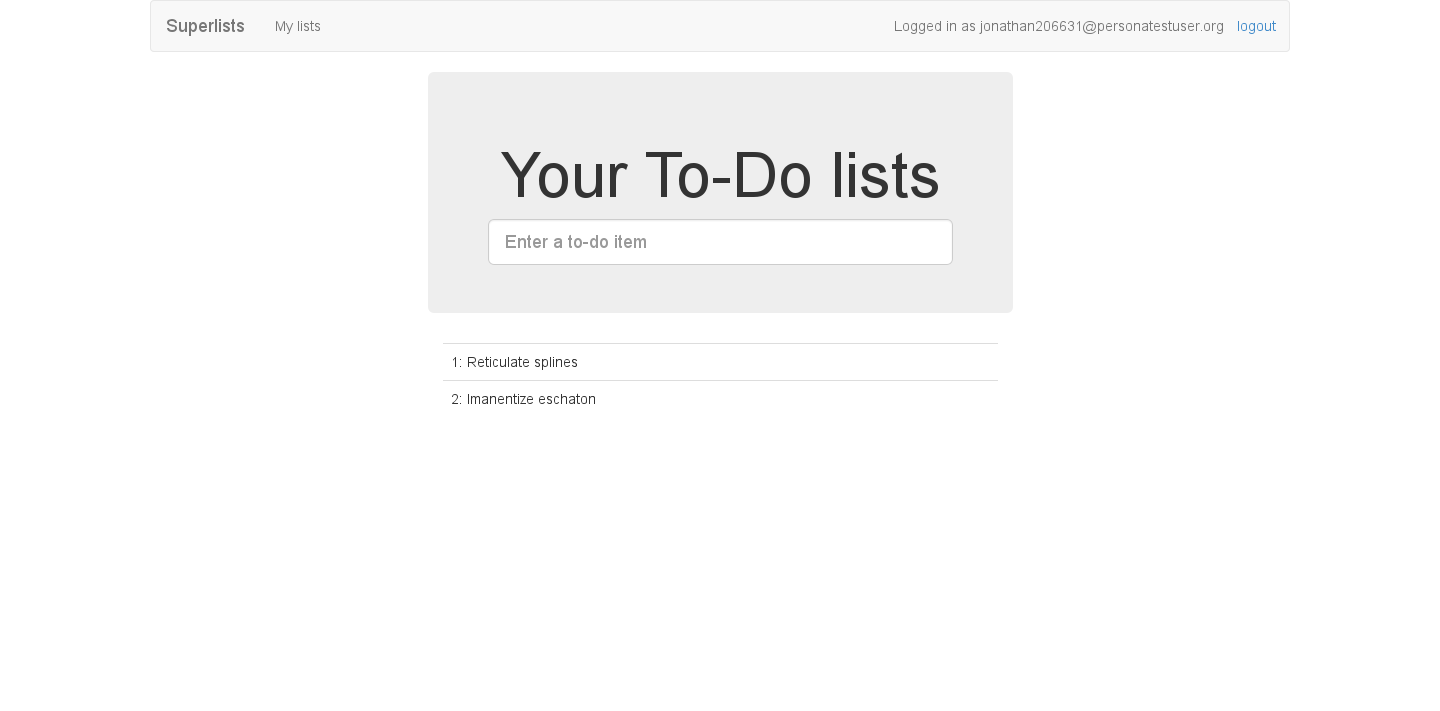 Superlists My lists Logged in as jonathan206631@personatestuser.org logout
Your To-Do lists
Enter a to-do item
1: Reticulate splines
2: Imanentize eschaton